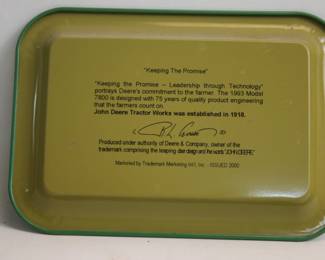 "Keeping The Promise"
"Keeping the Promise – Leadership through Technology"
portrays Deere's commitment to the farmer. The 1993 Model
7800 is designed with 75 years of quality product engineering
that the farmers count on.
John Deere Tractor Works was established in 1918.
Produced under authority of Deere & Company, owner of the
trademark comprising the leaping deer design and the words "JOHN DEERE".
Marketed by Trademark Marketing Int'l, Inc. - ISSUED 2000